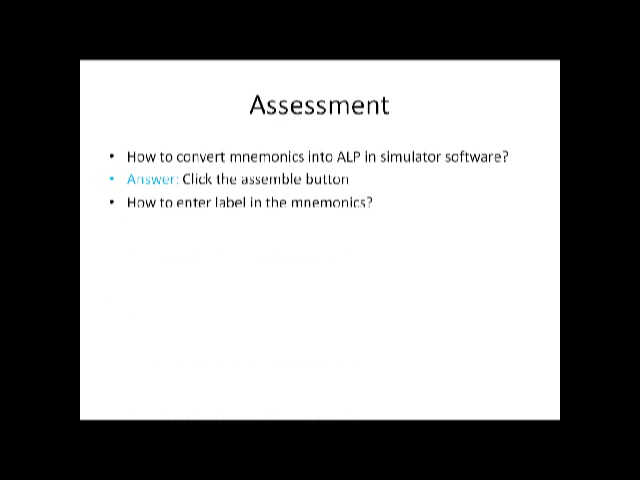 Assessment
• How to convert mnemonics into ALP in simulator software?
• Answer: Click the assemble button
• How to enter label in the mnemonics?